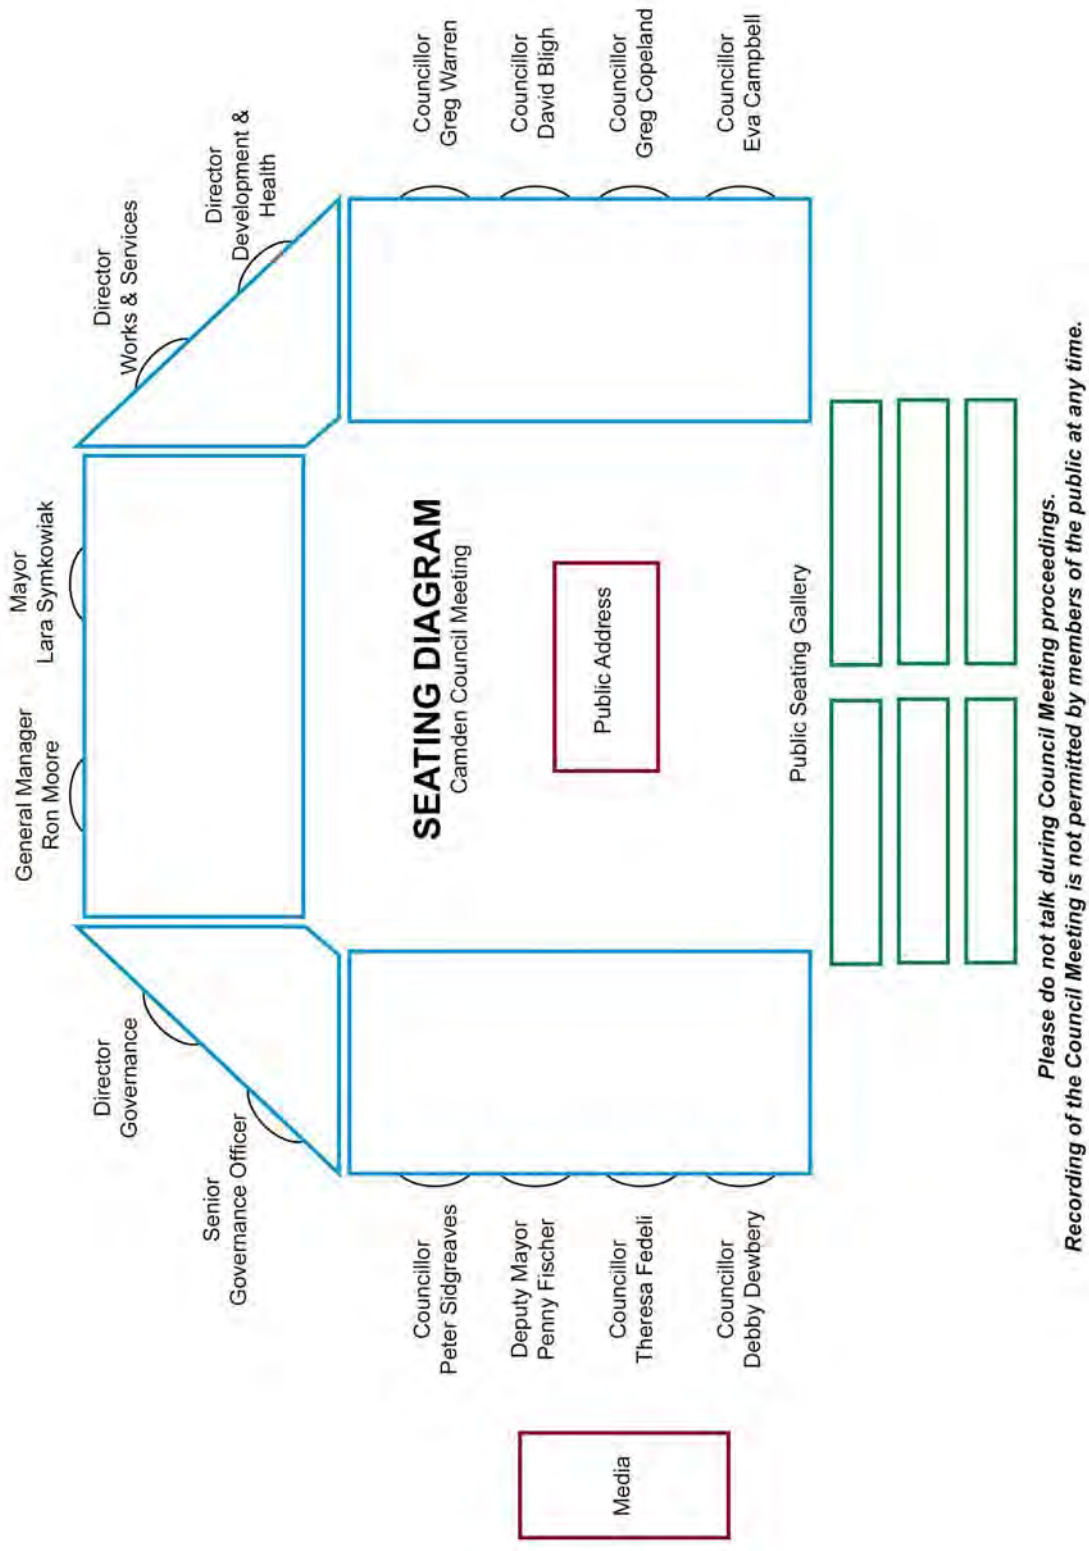 General Manager
Ron Moore
Mayor
Lara Symkowiak
Director
Governance
Director
Works & Services
Senior
Governance Officer
Director
Development &
Health
SEATING DIAGRAM
Camden Council Meeting
Councillor
Peter Sidgreaves
Councillor
Greg Warren
Deputy Mayor
Penny Fischer
Councillor
David Bligh
Media
Councillor
Theresa Fedeli
Public Address
Councillor
Greg Copeland
Councillor
Debby Dewbery
Councillor
Eva Campbell
Public Seating Gallery
Please do not talk during Council Meeting proceedings.
Recording of the Council Meeting is not permitted by members of the public at any time.